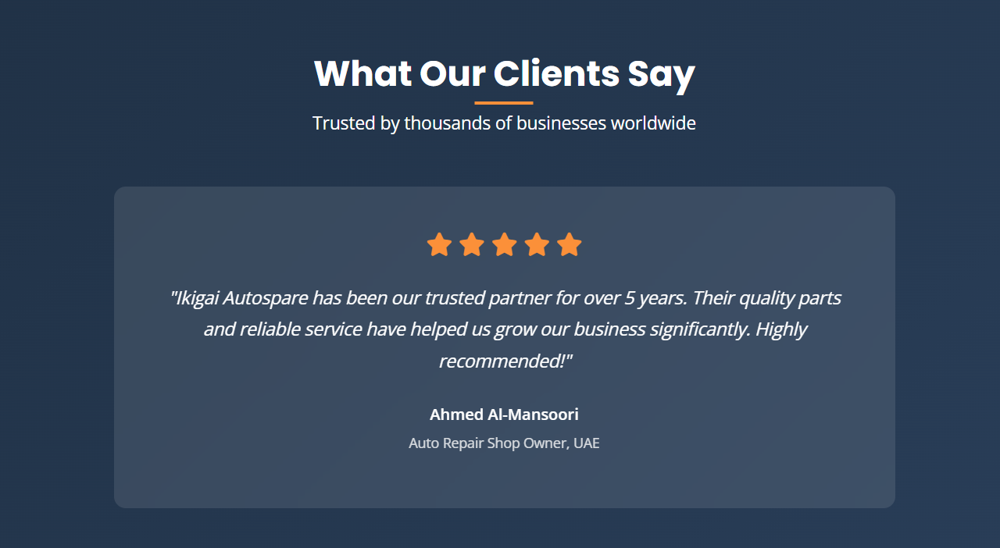 What Our Clients Say
Trusted by thousands of businesses worldwide
"Ikigai Autospare has been our trusted partner for over 5 years. Their quality parts
and reliable service have helped us grow our business significantly. Highly
recommended!"
Ahmed Al-Mansoori
Auto Repair Shop Owner, UAE